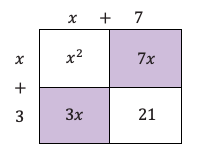 x + 7
x x² 7x
+
3 3x 21